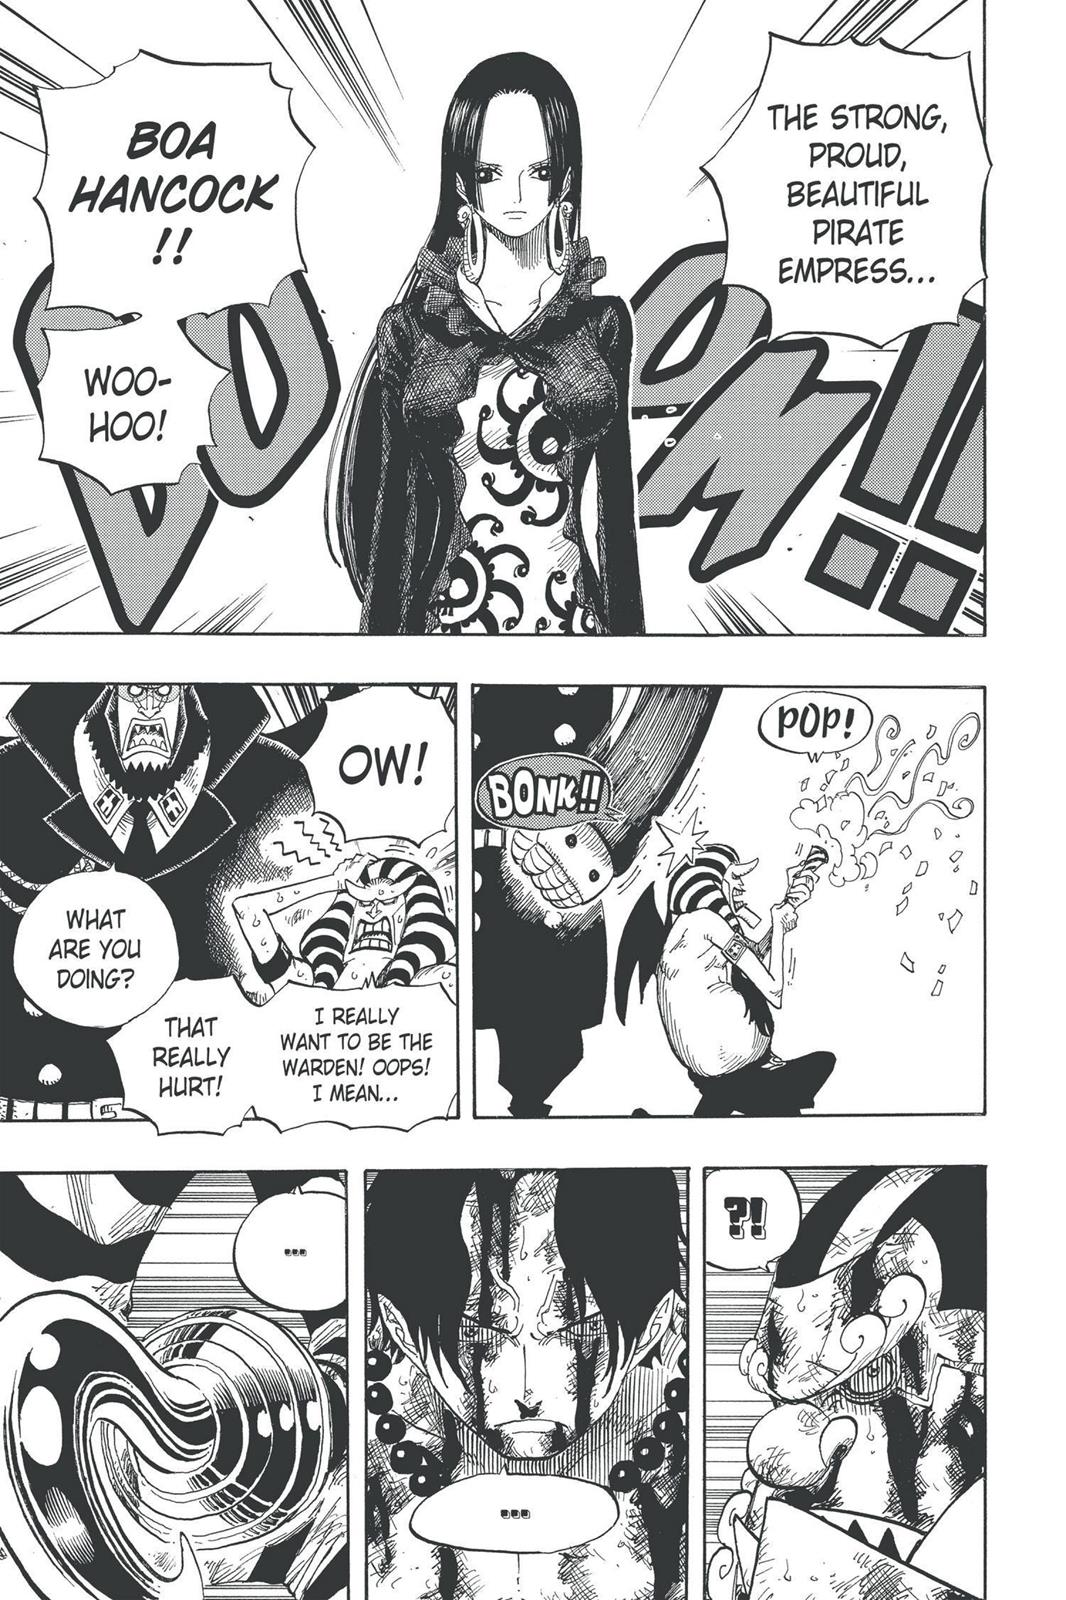 THE STRONG,
PROUD,
BEAUTIFUL
PIRATE
EMPRESS...
BOA
HANCOCK
!!
WOO-
HOO!
VOOM!!
POP!
BONK!!
OW!
WHAT
ARE YOU
DOING?
I REALLY
WANT TO BE THE
WARDEN! OOPS!
I MEAN...
THAT
REALLY
HURT!
?!
...
...